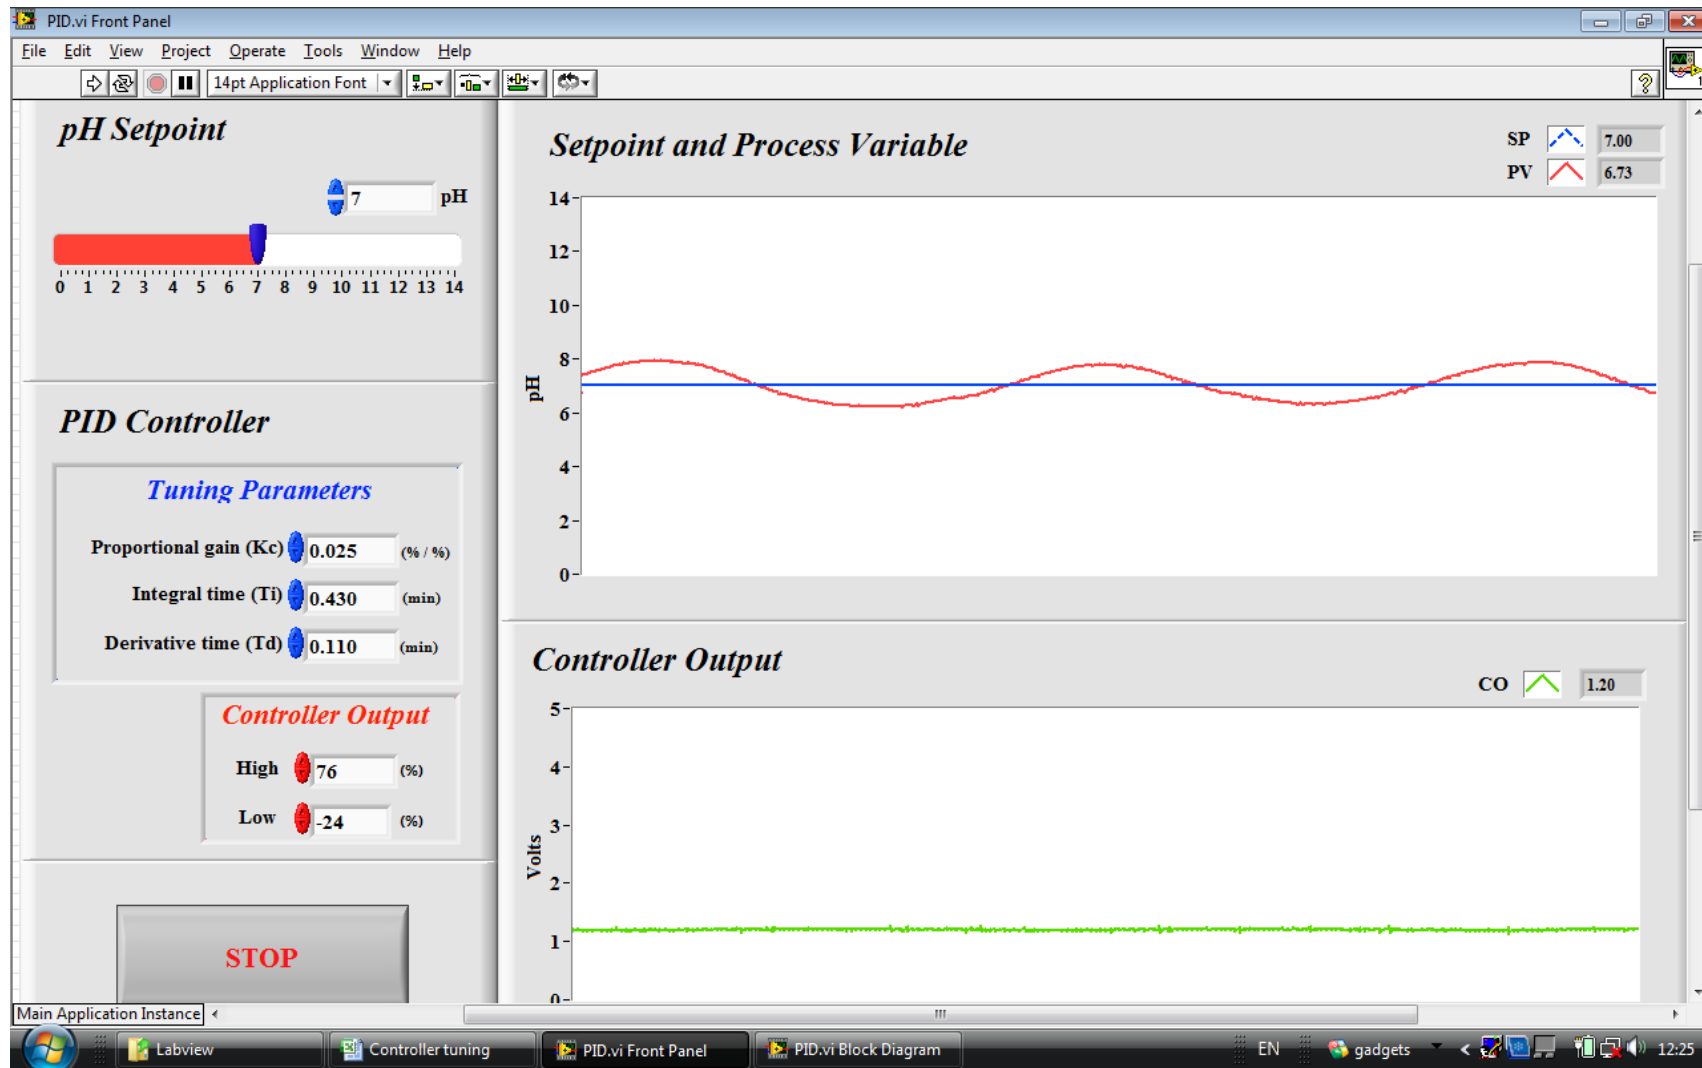 PID.vi Front Panel
File Edit View Project Operate Tools Window Help
14pt Application Font
pH Setpoint
7 pH
0 1 2 3 4 5 6 7 8 9 10 11 12 13 14
PID Controller
Tuning Parameters
Proportional gain (Kc) 0.025 (% / %)
Integral time (Ti) 0.430 (min)
Derivative time (Td) 0.110 (min)
Controller Output
High 76 (%)
Low -24 (%)
STOP
Setpoint and Process Variable
SP 7.00
PV 6.73
14
12
10
8
6
4
2
0
pH
Controller Output
CO 1.20
5
4
3
2
1
0
Volts
Main Application Instance
Labview
Controller tuning
PID.vi Front Panel
PID.vi Block Diagram
EN
gadgets
12:25